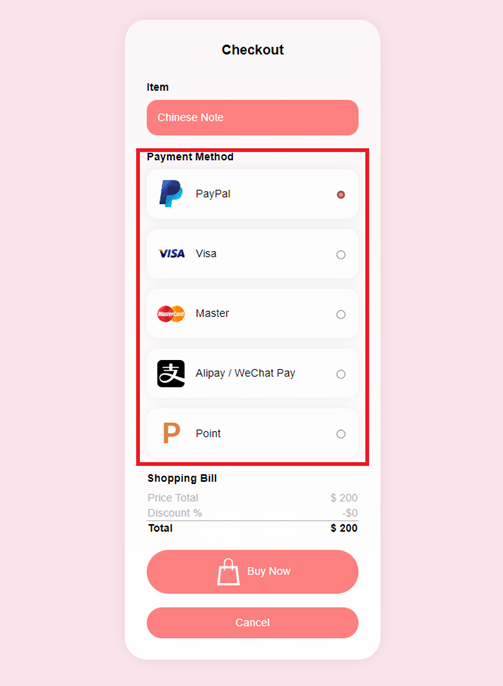 Checkout
Item
Chinese Note
Payment Method
PayPal
VISA Visa
MasterCard Master
支 Alipay / WeChat Pay
P Point
Shopping Bill
Price Total $ 200
Discount % -$0
Total $ 200
Buy Now
Cancel